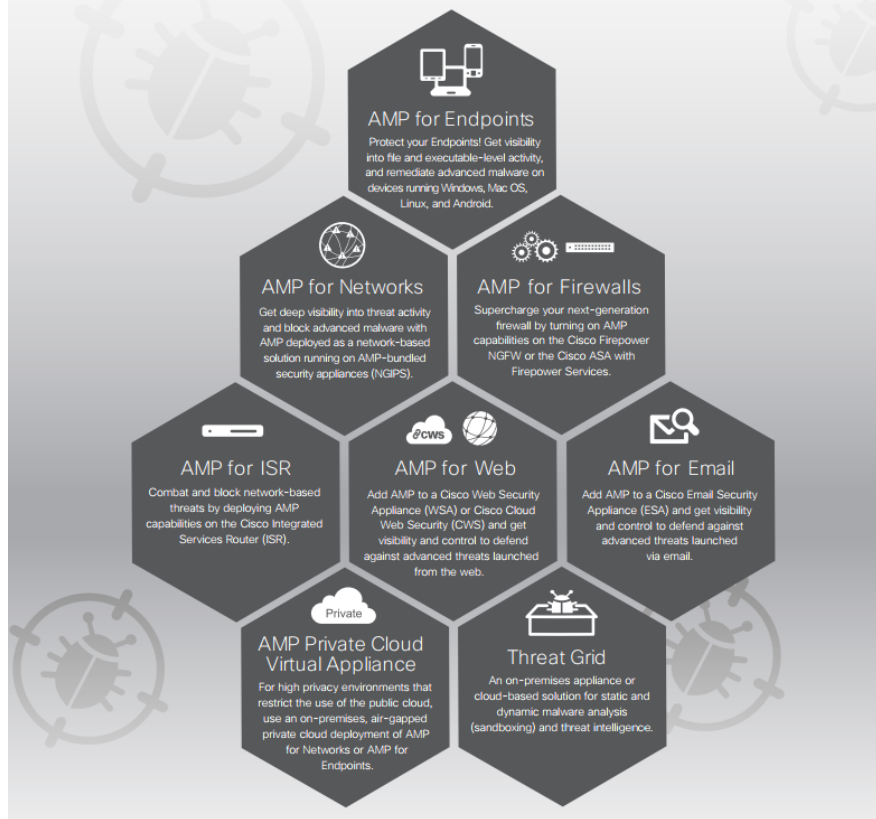 AMP for Endpoints
Protect your Endpoints! Get visibility
into file and executable-level activity,
and remediate advanced malware on
devices running Windows, Mac OS,
Linux, and Android.
AMP for Networks
Get deep visibility into threat activity
and block advanced malware with
AMP deployed as a network-based
solution running on AMP-bundled
security appliances (NGIPS).
AMP for Firewalls
Supercharge your next-generation
firewall by turning on AMP
capabilities on the Cisco Firepower
NGFW or the Cisco ASA with
Firepower Services.
AMP for ISR
Combat and block network-based
threats by deploying AMP
capabilities on the Cisco Integrated
Services Router (ISR).
CWS
AMP for Web
Add AMP to a Cisco Web Security
Appliance (WSA) or Cisco Cloud
Web Security (CWS) and get
visibility and control to defend
against advanced threats launched
from the web.
AMP for Email
Add AMP to a Cisco Email Security
Appliance (ESA) and get visibility
and control to defend against
advanced threats launched
via email.
Private
AMP Private Cloud
Virtual Appliance
For high privacy environments that
restrict the use of the public cloud,
use an on-premises, air-gapped
private cloud deployment of AMP
for Networks or AMP for
Endpoints.
Threat Grid
An on-premises appliance or
cloud-based solution for static and
dynamic malware analysis
(sandboxing) and threat intelligence.